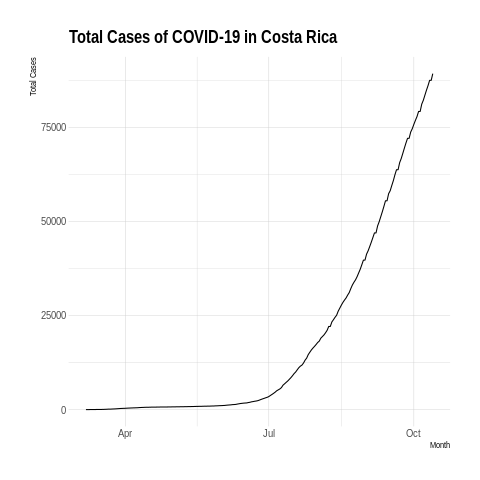 Total Cases of COVID-19 in Costa Rica
Total Cases
75000
50000
25000
0
Apr
Jul
Oct
Month